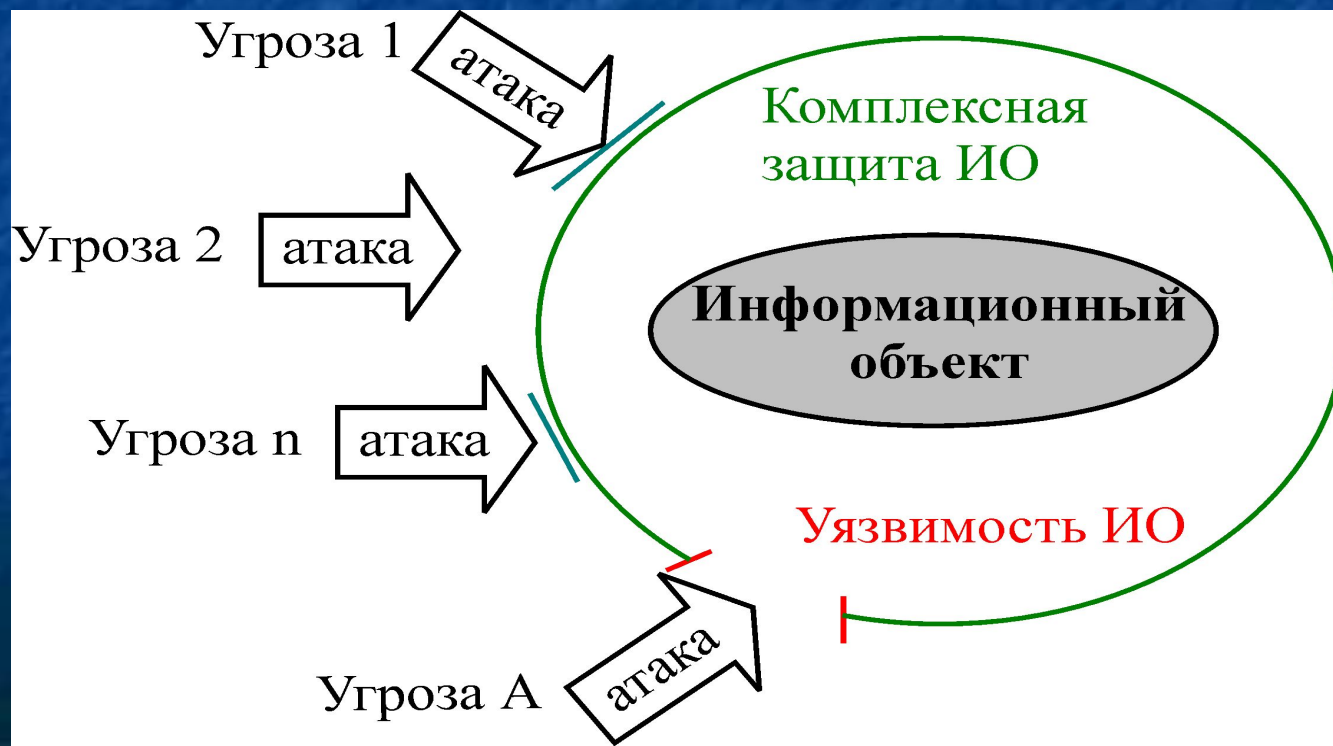 Угроза 1
атака
Комплексная
защита ИО
Угроза 2
атака
Информационный
объект
Угроза n
атака
Уязвимость ИО
Угроза А
атака